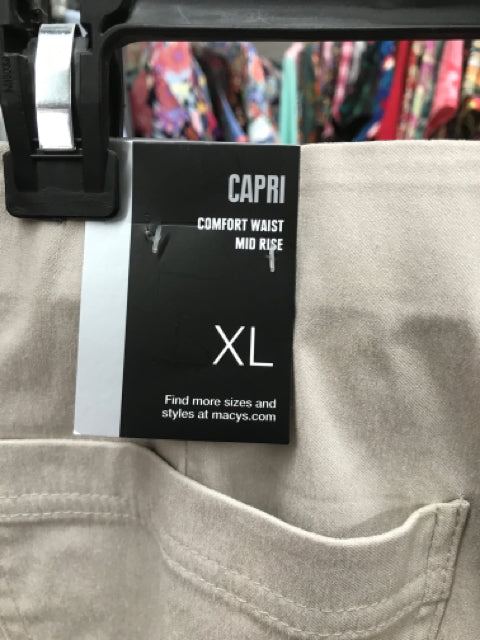 CAPRI
COMFORT WAIST
MID RISE
XL
Find more sizes and
styles at macys.com